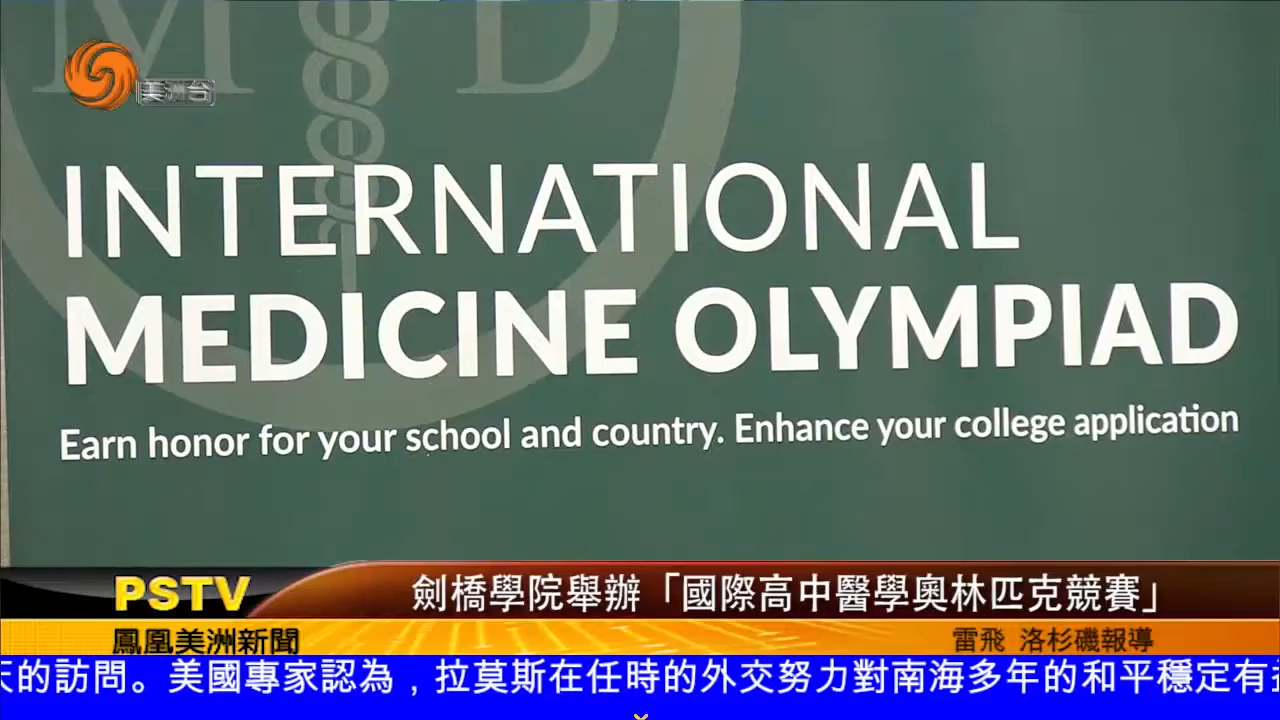 M D
美洲台
INTERNATIONAL
MEDICINE OLYMPIAD
Earn honor for your school and country. Enhance your college application
PSTV
劍橋學院舉辦「國際高中醫學奧林匹克競賽」
鳳凰美洲新聞
雷飛 洛杉磯報導
的訪問。美國專家認為，拉莫斯在任時的外交努力對南海多年的和平穩定有